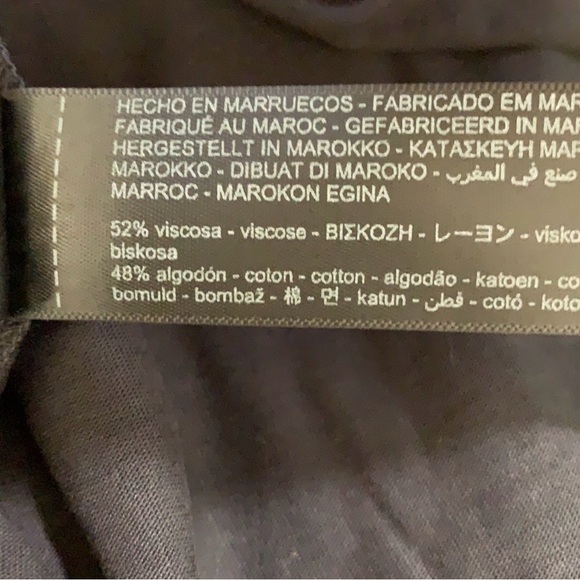 HECHO EN MARRUECOS - FABRICADO EM MAR
FABRIQUÉ AU MAROC - GEFABRICEERD IN MA
HERGESTELLT IN MAROKKO - ΚΑΤΑΣΚΕΥΗ ΜΑΡ
MAROKKO - DIBUAT DI MAROKO - صنع في المغرب
MARROC - MAROKON EGINA
52% viscosa - viscose - ΒΙΣΚΟΖΗ - レーヨン - visko
biskosa
48% algodón - coton - cotton - algodão - katoen - co
bomuld - bombaž - 棉 - 면 - katun - قطن - cotó - koto